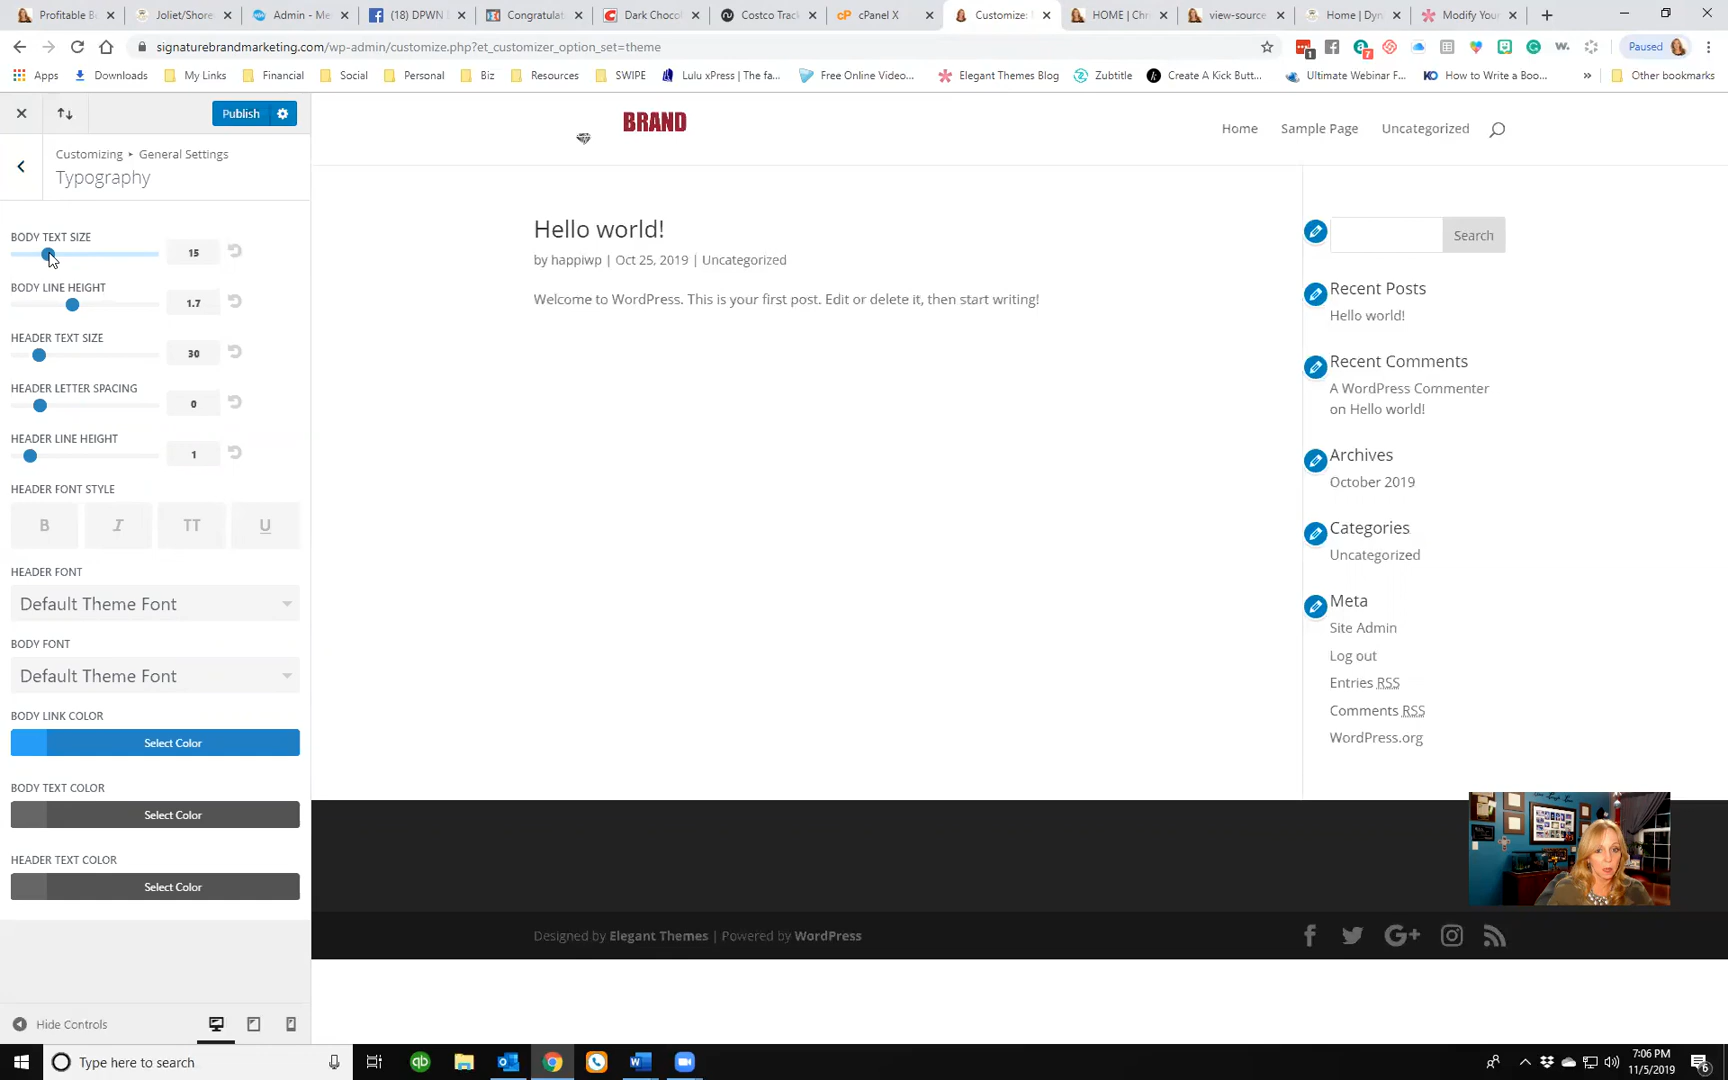 Profitable B
Joliet/Shore
Admin - Me
(18) DPWN
Congratulat
Dark Choco
Costco Track
cPanel X
Customize:
HOME | Chr
view-source
Home | Dyn
Modify Your
signaturebrandmarketing.com/wp-admin/customize.php?et_customizer_option_set=theme
Paused
Apps
Downloads
My Links
Financial
Social
Personal
Biz
Resources
SWIPE
Lulu xPress | The fa...
Free Online Video...
Elegant Themes Blog
Zubtitle
Create A Kick Butt...
Ultimate Webinar F...
KO How to Write a Boo...
» Other bookmarks
Publish
Customizing ▸ General Settings
Typography
BODY TEXT SIZE
15
BODY LINE HEIGHT
1.7
HEADER TEXT SIZE
30
HEADER LETTER SPACING
0
HEADER LINE HEIGHT
1
HEADER FONT STYLE
B I TT U
HEADER FONT
Default Theme Font
BODY FONT
Default Theme Font
BODY LINK COLOR
Select Color
BODY TEXT COLOR
Select Color
HEADER TEXT COLOR
Select Color
Hide Controls
BRAND
Home Sample Page Uncategorized
Hello world!
by happiwp | Oct 25, 2019 | Uncategorized
Welcome to WordPress. This is your first post. Edit or delete it, then start writing!
Search
Recent Posts
Hello world!
Recent Comments
A WordPress Commenter
on Hello world!
Archives
October 2019
Categories
Uncategorized
Meta
Site Admin
Log out
Entries RSS
Comments RSS
WordPress.org
Designed by Elegant Themes | Powered by WordPress
Type here to search
7:06 PM
11/5/2019
6